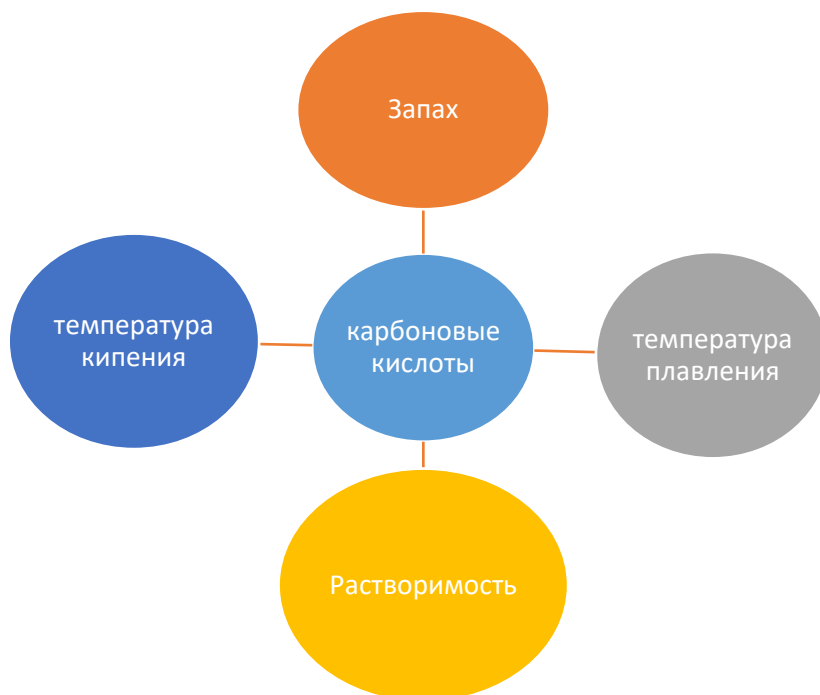 Запах
температура
кипения
карбоновые
кислоты
температура
плавления
Растворимость